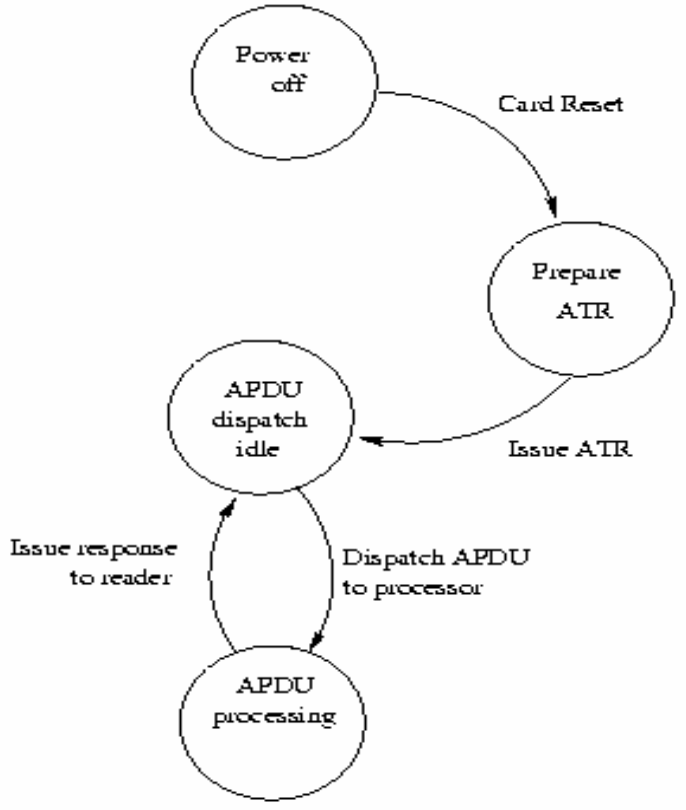 Power
off
Card Reset
Prepare
ATR
APDU
dispatch
idle
Issue ATR
Issue response
to reader
Dispatch APDU
to processor
APDU
processing